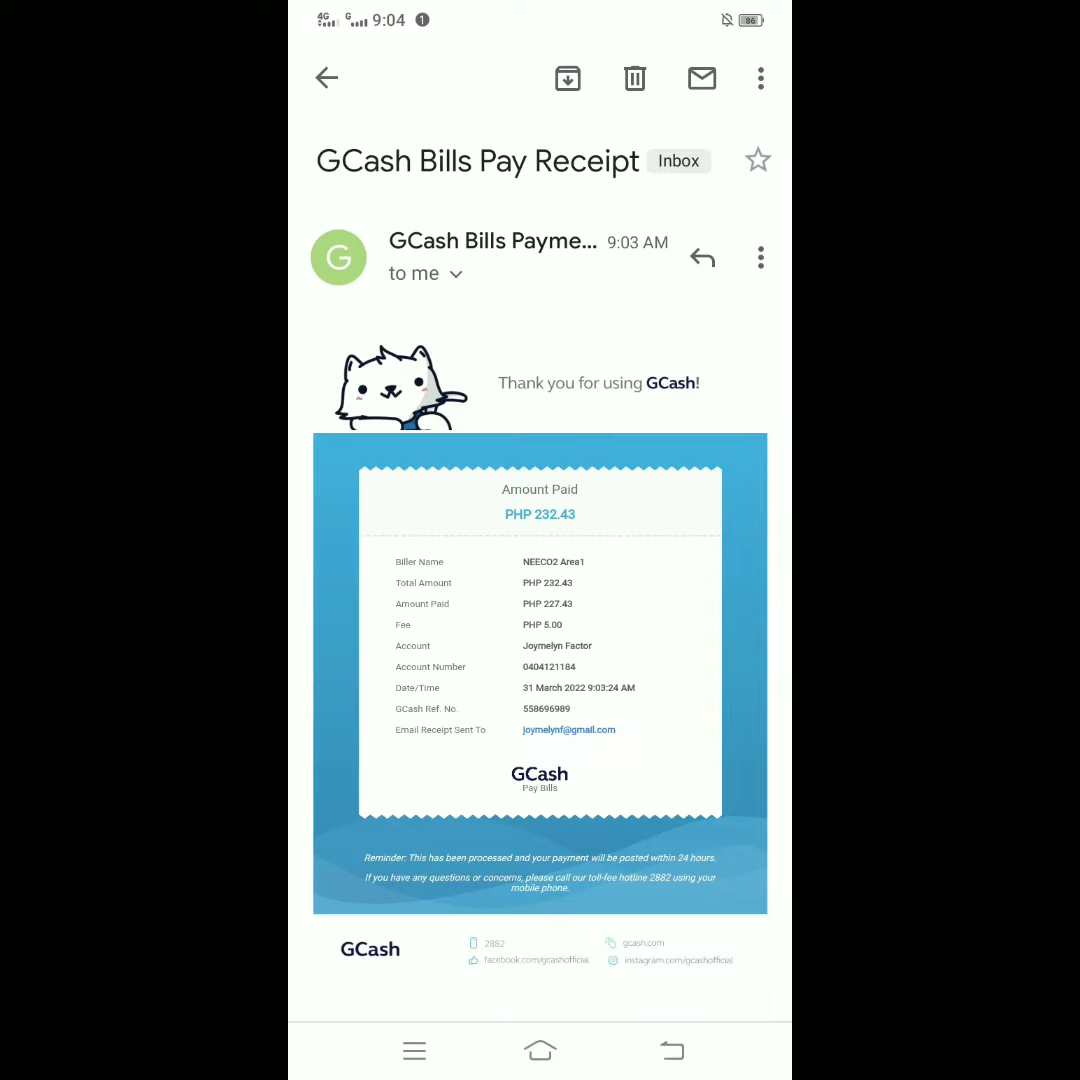 4G G 9:04 1 86
GCash Bills Pay Receipt Inbox
G GCash Bills Payme... 9:03 AM
to me
Thank you for using GCash!
Amount Paid
PHP 232.43
Biller Name NEECO2 Area1
Total Amount PHP 232.43
Amount Paid PHP 227.43
Fee PHP 5.00
Account Joymelyn Factor
Account Number 0404121184
Date/Time 31 March 2022 9:03:24 AM
GCash Ref. No. 558696989
Email Receipt Sent To joymelynf@gmail.com
GCash
Pay Bills
Reminder: This has been processed and your payment will be posted within 24 hours.
If you have any questions or concerns, please call our toll-fee hotline 2882 using your
mobile phone.
GCash
2882 gcash.com
facebook.com/gcashofficial instagram.com/gcashofficial